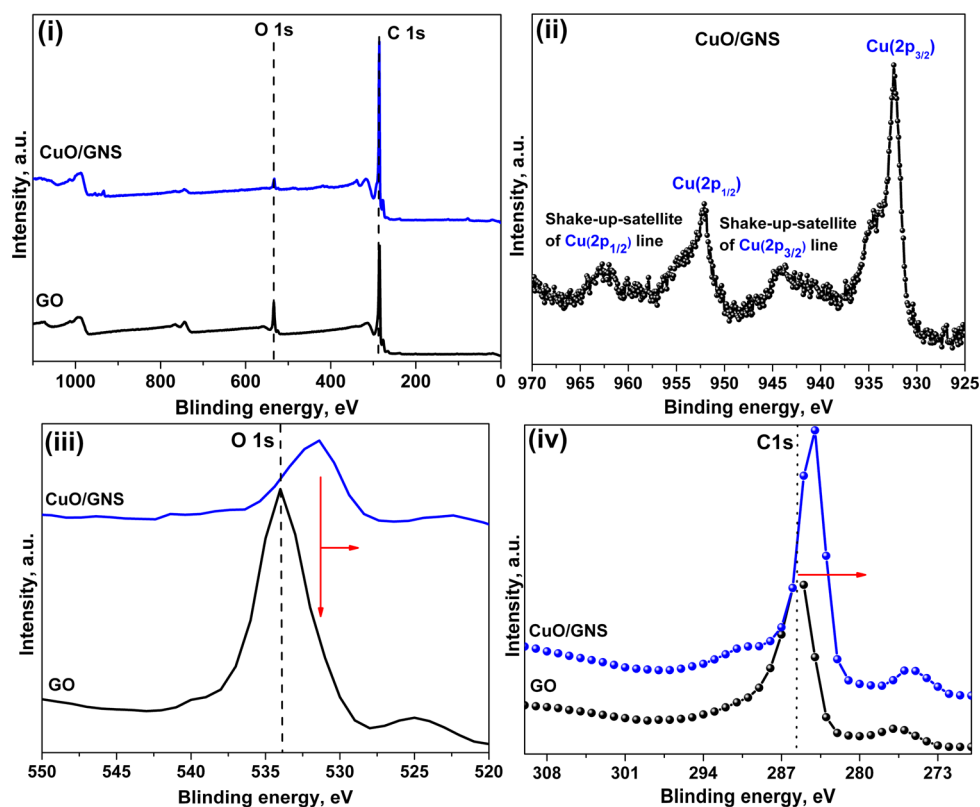 (i)
O 1s
C 1s
CuO/GNS
GO
Intensity, a.u.
1000 800 600 400 200 0
Blinding energy, eV
(ii)
CuO/GNS
Cu(2p3/2)
Cu(2p1/2)
Shake-up-satellite
of Cu(2p1/2) line
Shake-up-satellite
of Cu(2p3/2) line
Intensity, a.u.
970 965 960 955 950 945 940 935 930 925
Blinding energy, eV
(iii)
O 1s
CuO/GNS
GO
Intensity, a.u.
550 545 540 535 530 525 520
Blinding energy, eV
(iv)
C1s
CuO/GNS
GO
Intensity, a.u.
308 301 294 287 280 273
Blinding energy, eV